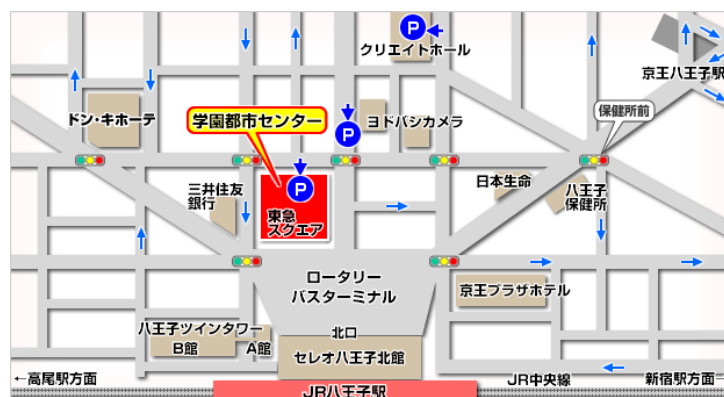 P
クリエイトホール
京王八王子駅
ドン・キホーテ
学園都市センター
P
ヨドバシカメラ
保健所前
三井住友
銀行
P
東急
スクエア
日本生命
八王子
保健所
ロータリー
バスターミナル
京王プラザホテル
八王子ツインタワー
B館
A館
北口
セレオ八王子北館
←高尾駅方面
JR八王子駅
JR中央線
新宿駅方面→